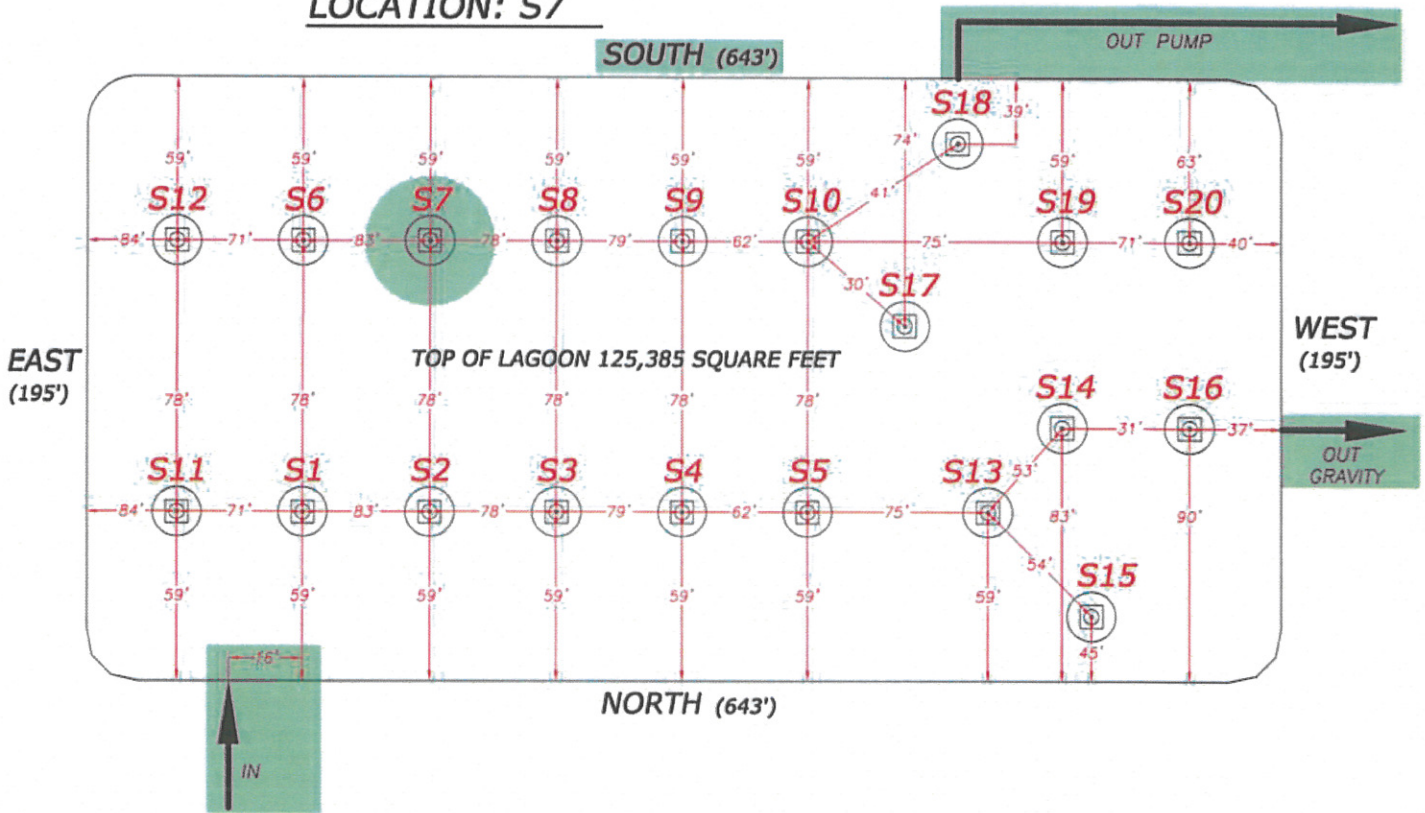 LOCATION: S7
OUT PUMP
SOUTH (643')
S18
39'
74'
59' 59' 59' 59' 59' 59' 63'
41'
S12 S6 S7 S8 S9 S10 S19 S20
84' 71' 83' 78' 79' 62' 75' 71' 40'
30'
S17
WEST
(195')
EAST
(195')
TOP OF LAGOON 125,385 SQUARE FEET
78' 78' 78' 78' 78' 78'
S14 S16
31' 37'
OUT
GRAVITY
S11 S1 S2 S3 S4 S5 S13
53'
84' 71' 83' 78' 79' 62' 75' 83' 90'
54'
S15
59' 59' 59' 59' 59' 59' 59'
45'
16'
NORTH (643')
IN